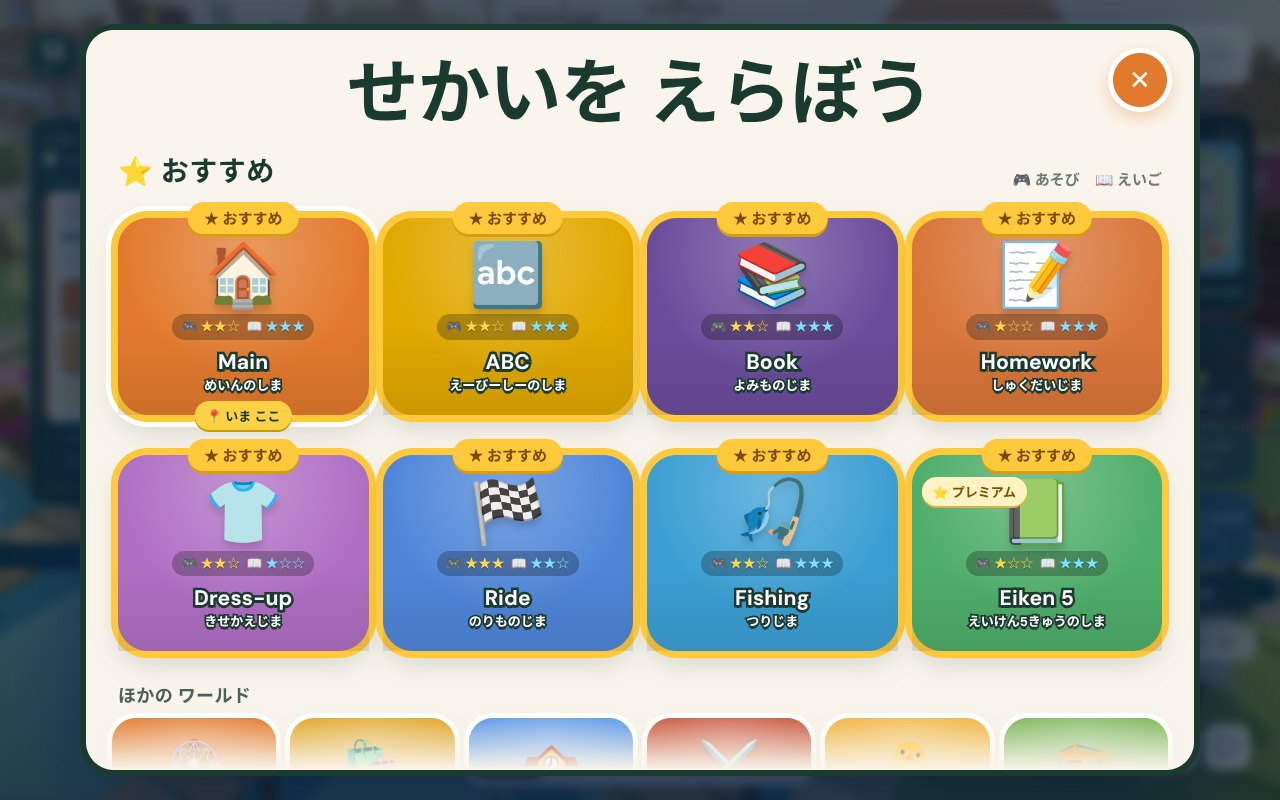 せかいを えらぼう
⭐ おすすめ
🎮 あそび 📖 えいご
★ おすすめ
abc
🎮 ★★☆ 📖 ★★★
Main
めいんのしま
📍 いま ここ
★ おすすめ
🎮 ★★☆ 📖 ★★★
ABC
えーびーしーのしま
★ おすすめ
🎮 ★★☆ 📖 ★★★
Book
よみものじま
★ おすすめ
🎮 ★☆☆ 📖 ★★★
Homework
しゅくだいじま
★ おすすめ
🎮 ★★☆ 📖 ★☆☆
Dress-up
きせかえじま
★ おすすめ
🎮 ★★★ 📖 ★★☆
Ride
のりものじま
★ おすすめ
🎮 ★★☆ 📖 ★★★
Fishing
つりじま
★ おすすめ
⭐ プレミアム
🎮 ★☆☆ 📖 ★★★
Eiken 5
えいけん5きゅうのしま
ほかの ワールド